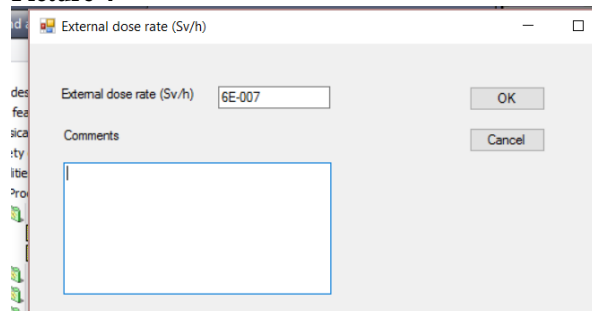 External dose rate (Sv/h)
External dose rate (Sv/h) 6E-007 OK
Comments Cancel